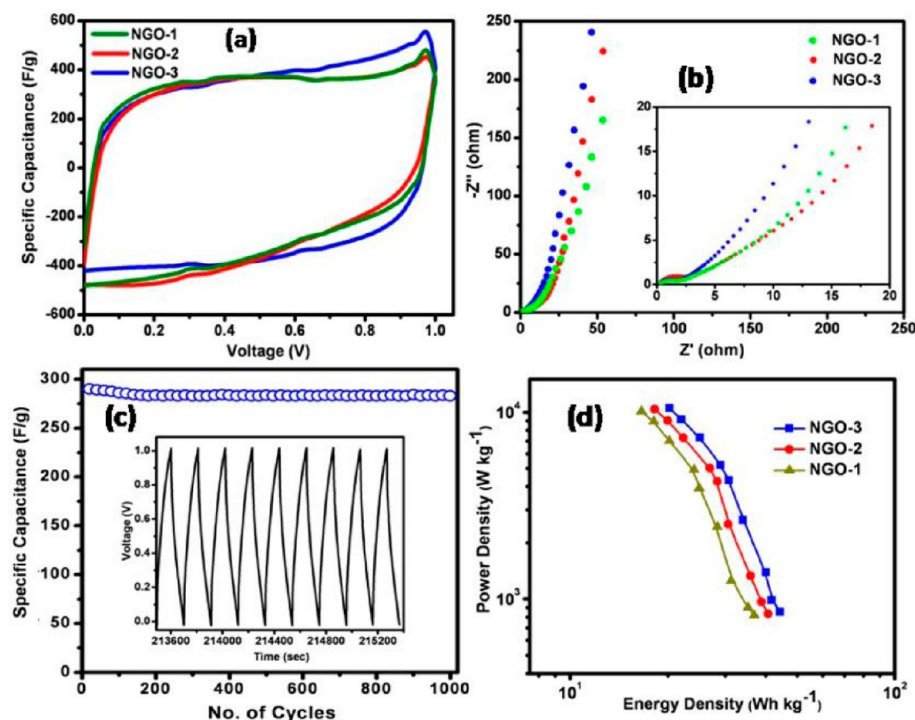 (a)
NGO-1
NGO-2
NGO-3
Specific Capacitance (F/g)
600
400
200
0
-200
-400
-600
0.0 0.2 0.4 0.6 0.8 1.0
Voltage (V)
(b)
NGO-1
NGO-2
NGO-3
-Z'' (ohm)
250
200
150
100
50
0
0 50 100 150 200 250
Z' (ohm)
20
15
10
5
0
0 5 10 15 20
(c)
Specific Capacitance (F/g)
300
250
200
150
100
50
0
0 200 400 600 800 1000
No. of Cycles
Voltage (V)
1.0
0.8
0.6
0.4
0.2
0.0
213600 214000 214400 214800 215200
Time (sec)
(d)
NGO-3
NGO-2
NGO-1
Power Density (W kg⁻¹)
10⁴
10³
10¹ 10²
Energy Density (Wh kg⁻¹)